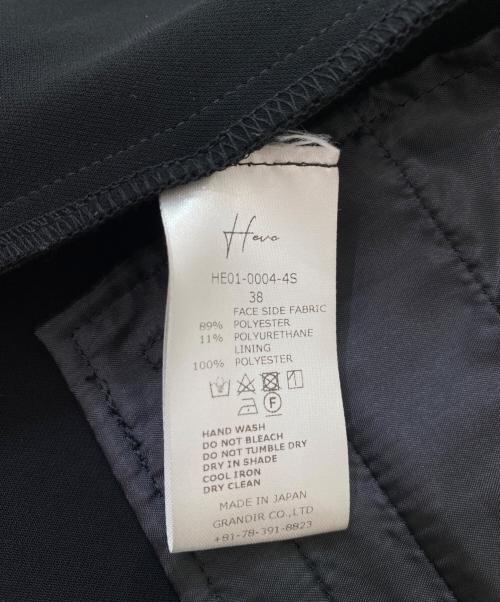 Hevo
HE01-0004-4S
38
FACE SIDE FABRIC
89% POLYESTER
11% POLYURETHANE
LINING
100% POLYESTER
F
HAND WASH
DO NOT BLEACH
DO NOT TUMBLE DRY
DRY IN SHADE
COOL IRON
DRY CLEAN
MADE IN JAPAN
GRANDIR CO.,LTD
+81-78-391-8823